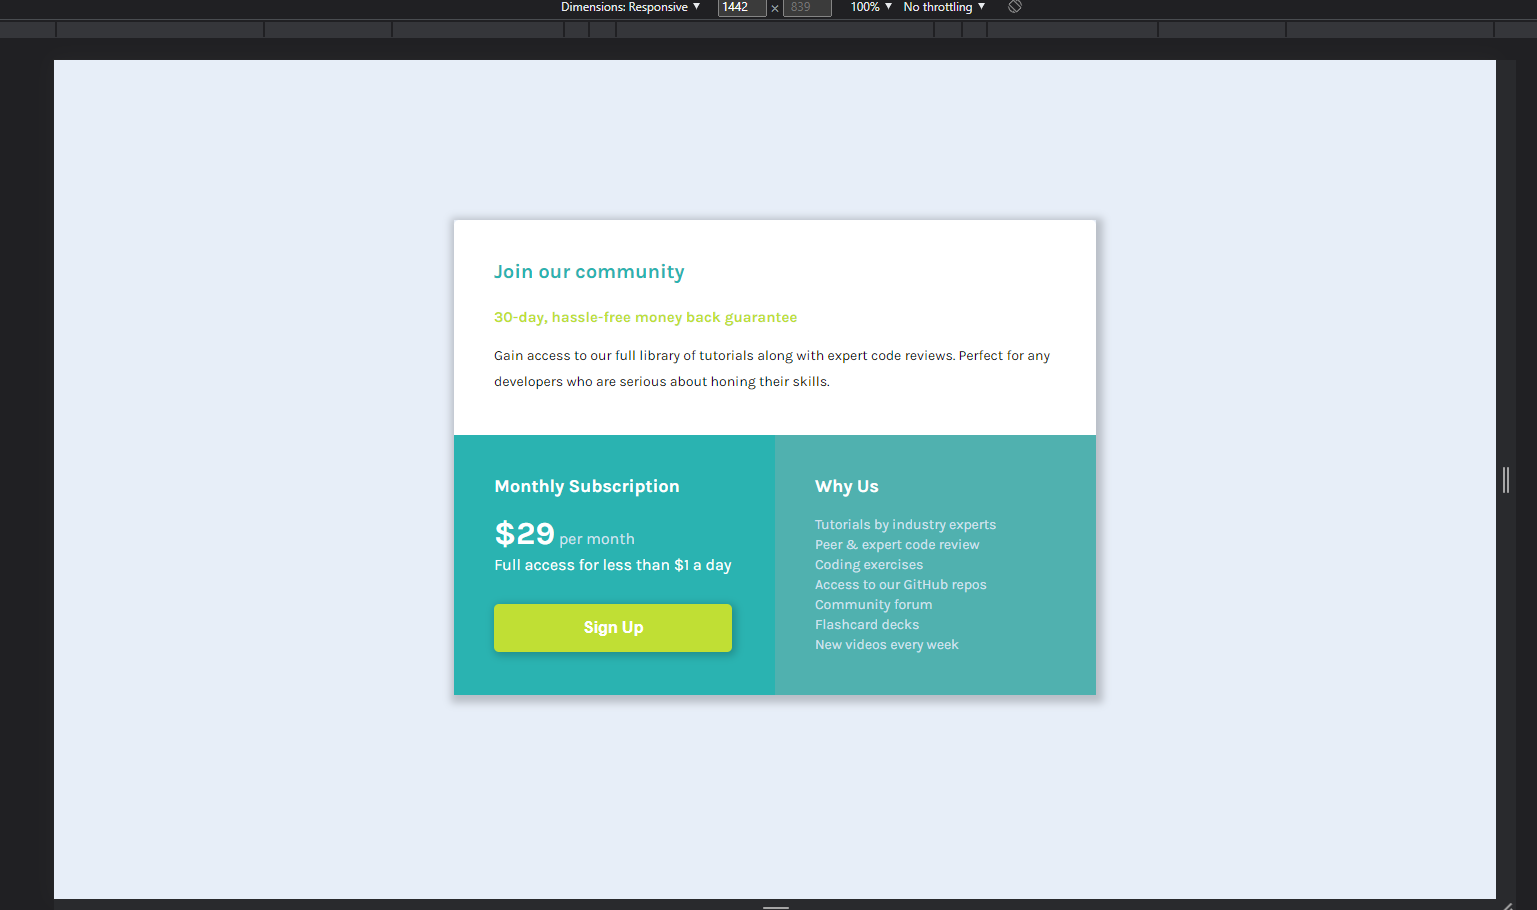 Dimensions: Responsive ▼ 1442 × 839 100% ▼ No throttling ▼
Join our community
30-day, hassle-free money back guarantee
Gain access to our full library of tutorials along with expert code reviews. Perfect for any
developers who are serious about honing their skills.
Monthly Subscription
$29 per month
Full access for less than $1 a day
Sign Up
Why Us
Tutorials by industry experts
Peer & expert code review
Coding exercises
Access to our GitHub repos
Community forum
Flashcard decks
New videos every week